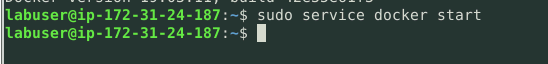 labuser@ip-172-31-24-187:~$ sudo service docker start
labuser@ip-172-31-24-187:~$